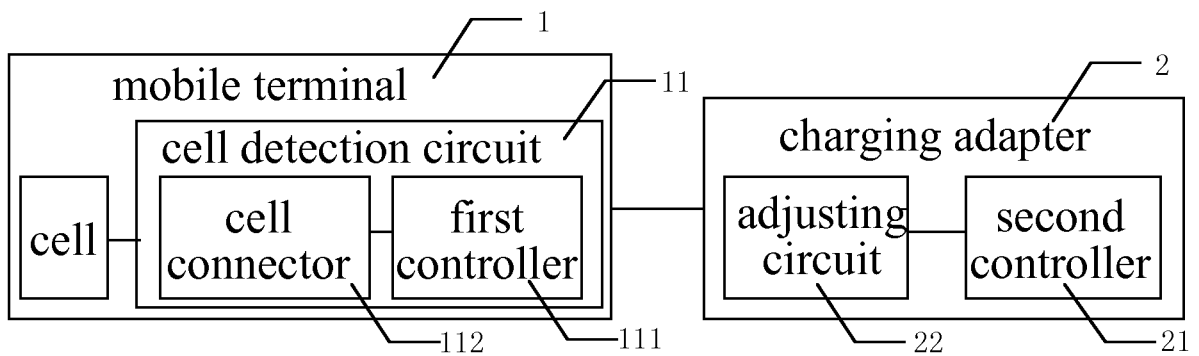 1
mobile terminal
11
2
cell detection circuit
charging adapter
cell
cell
connector
first
controller
adjusting
circuit
second
controller
112
111
22
21